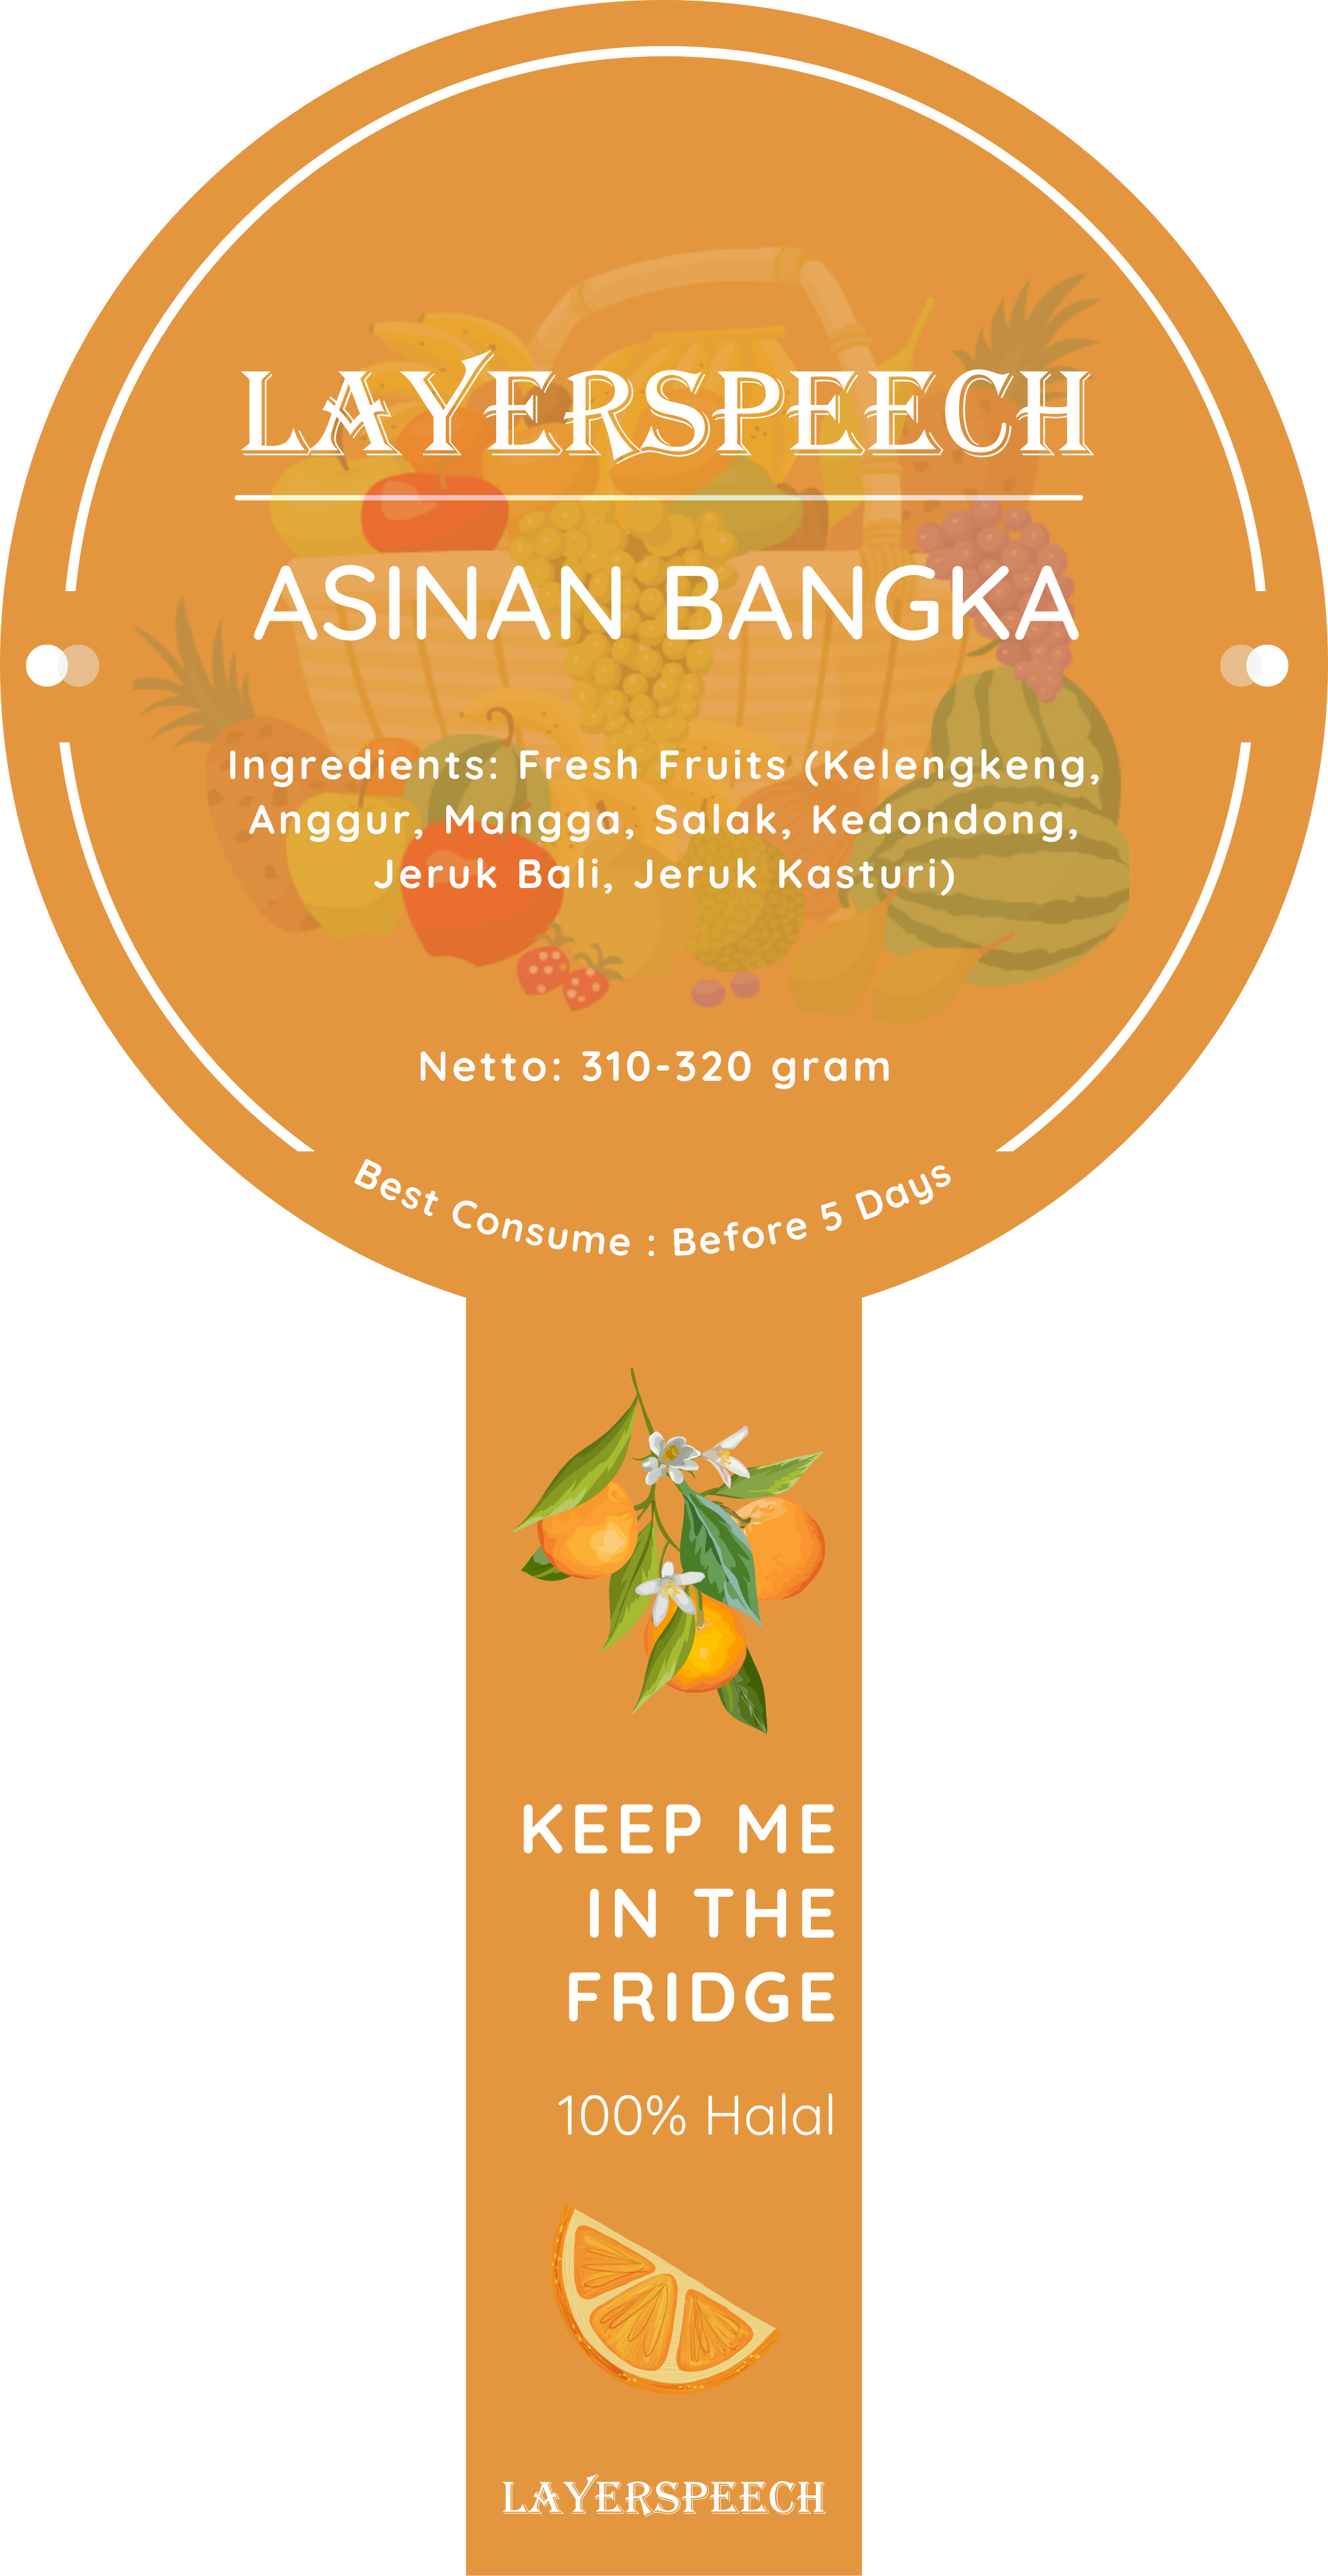 LAYERSPEECH
ASINAN BANGKA
Ingredients: Fresh Fruits (Kelengkeng,
Anggur, Mangga, Salak, Kedondong,
Jeruk Bali, Jeruk Kasturi)
Netto: 310-320 gram
Best Consume : Before 5 Days
KEEP ME
IN THE
FRIDGE
100% Halal
LAYERSPEECH